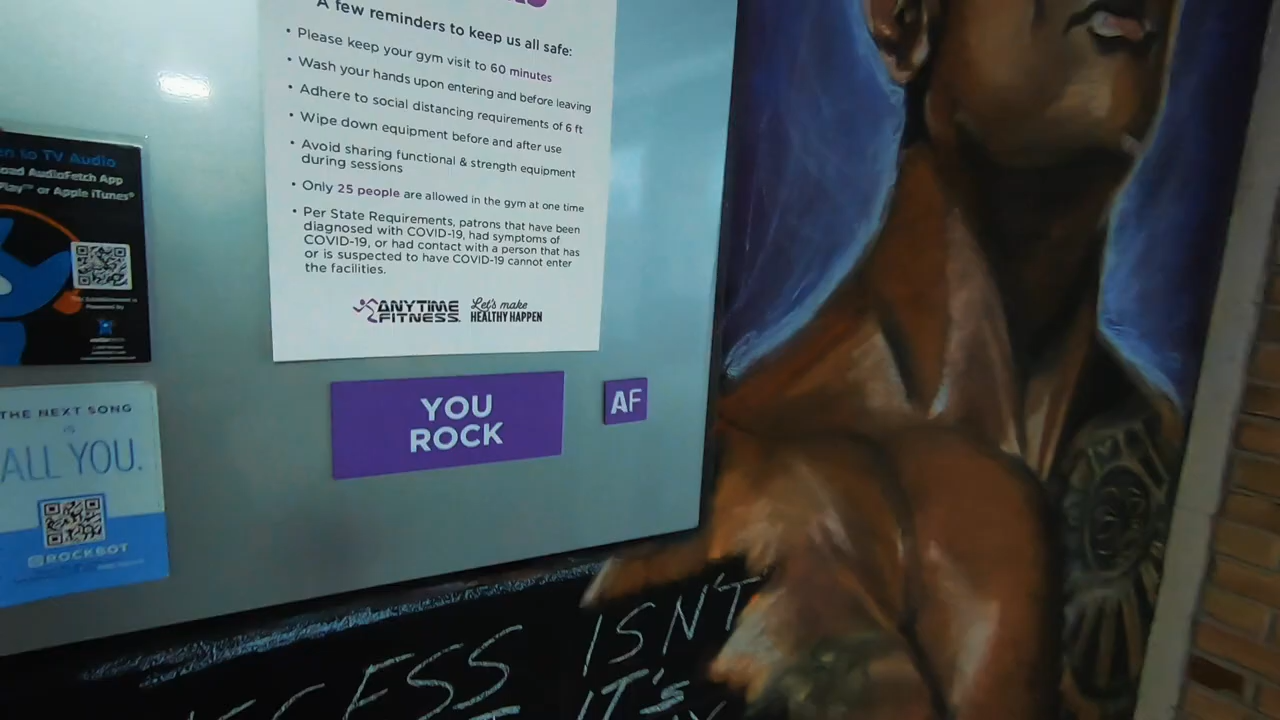 A few reminders to keep us all safe:
• Please keep your gym visit to 60 minutes
• Wash your hands upon entering and before leaving
• Adhere to social distancing requirements of 6 ft
• Wipe down equipment before and after use
• Avoid sharing functional & strength equipment
during sessions
• Only 25 people are allowed in the gym at one time
• Per State Requirements, patrons that have been
diagnosed with COVID-19, had symptoms of
COVID-19, or had contact with a person that has
or is suspected to have COVID-19 cannot enter
the facilities.
ANYTIME
FITNESS
Let's make
HEALTHY HAPPEN
to TV Audio
AudioFetch App
Play™ or Apple iTunes®
THE NEXT SONG
IS
ALL YOU.
ROCKBOT
YOU
ROCK
AF
ISN'T
IT'S